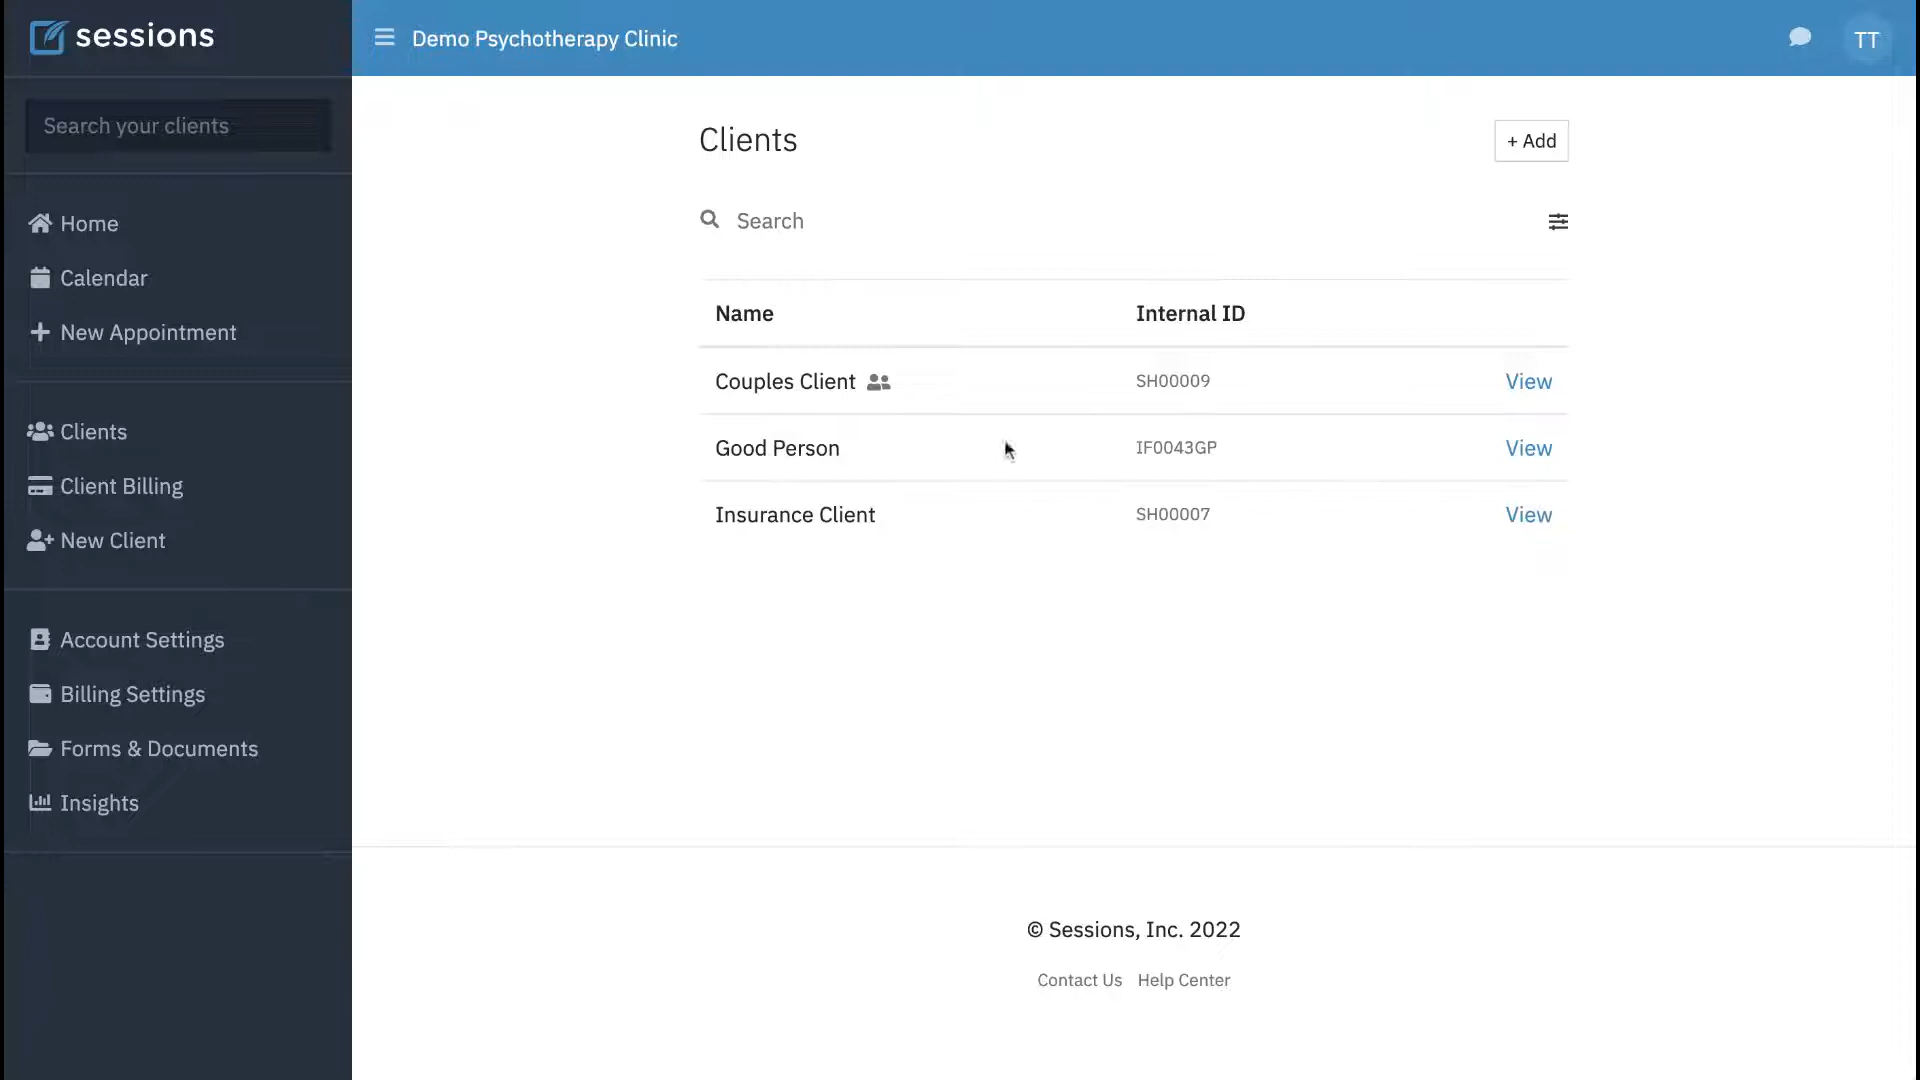 sessions
Demo Psychotherapy Clinic
TT
Search your clients
Home
Calendar
New Appointment
Clients
Client Billing
New Client
Account Settings
Billing Settings
Forms & Documents
Insights
Clients
+ Add
Search
Name Internal ID
Couples Client SH00009 View
Good Person IF0043GP View
Insurance Client SH00007 View
© Sessions, Inc. 2022
Contact Us Help Center